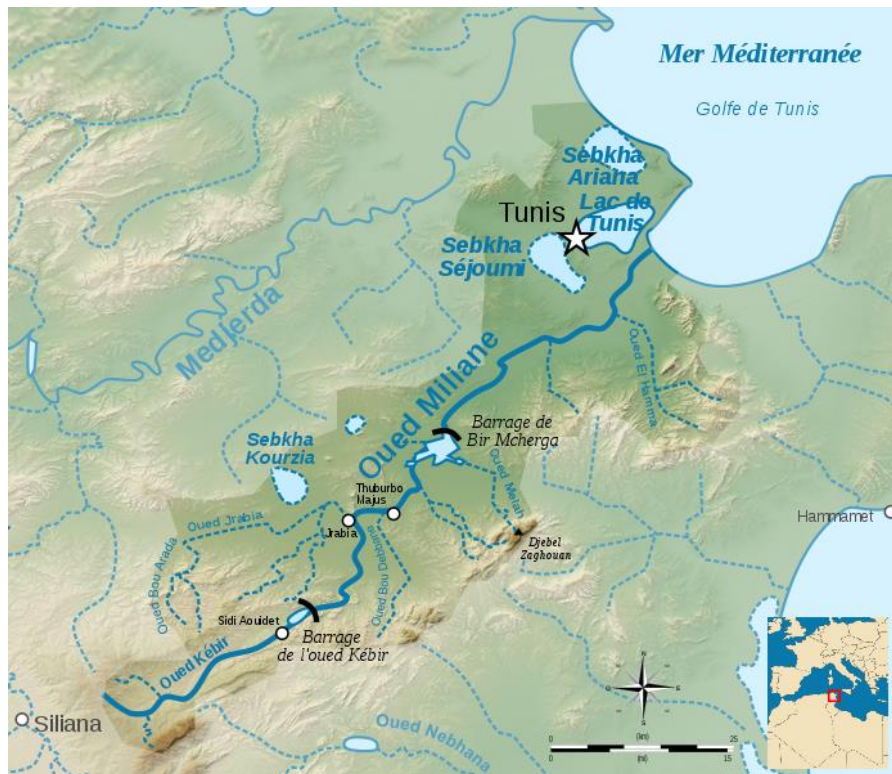 Mer Méditerranée
Golfe de Tunis
Sebkha
Ariana
Lac de
Tunis
Tunis
Sebkha
Séjoumi
Medjerda
Oued Miliane
Oued El Hamma
Barrage de
Bir Mcherga
Sebkha
Kourzia
Thuburbo
Majus
Oued Melah
Hammamet
Jrabia
Oued Jrabia
Djebel
Zaghouan
Oued Bou Arada
Oued Bou Debbane
Sidi Aouidet
Barrage
de l'oued Kébir
Oued Kébir
Siliana
Oued Nebhana
0 (km) 25
0 (mi) 15